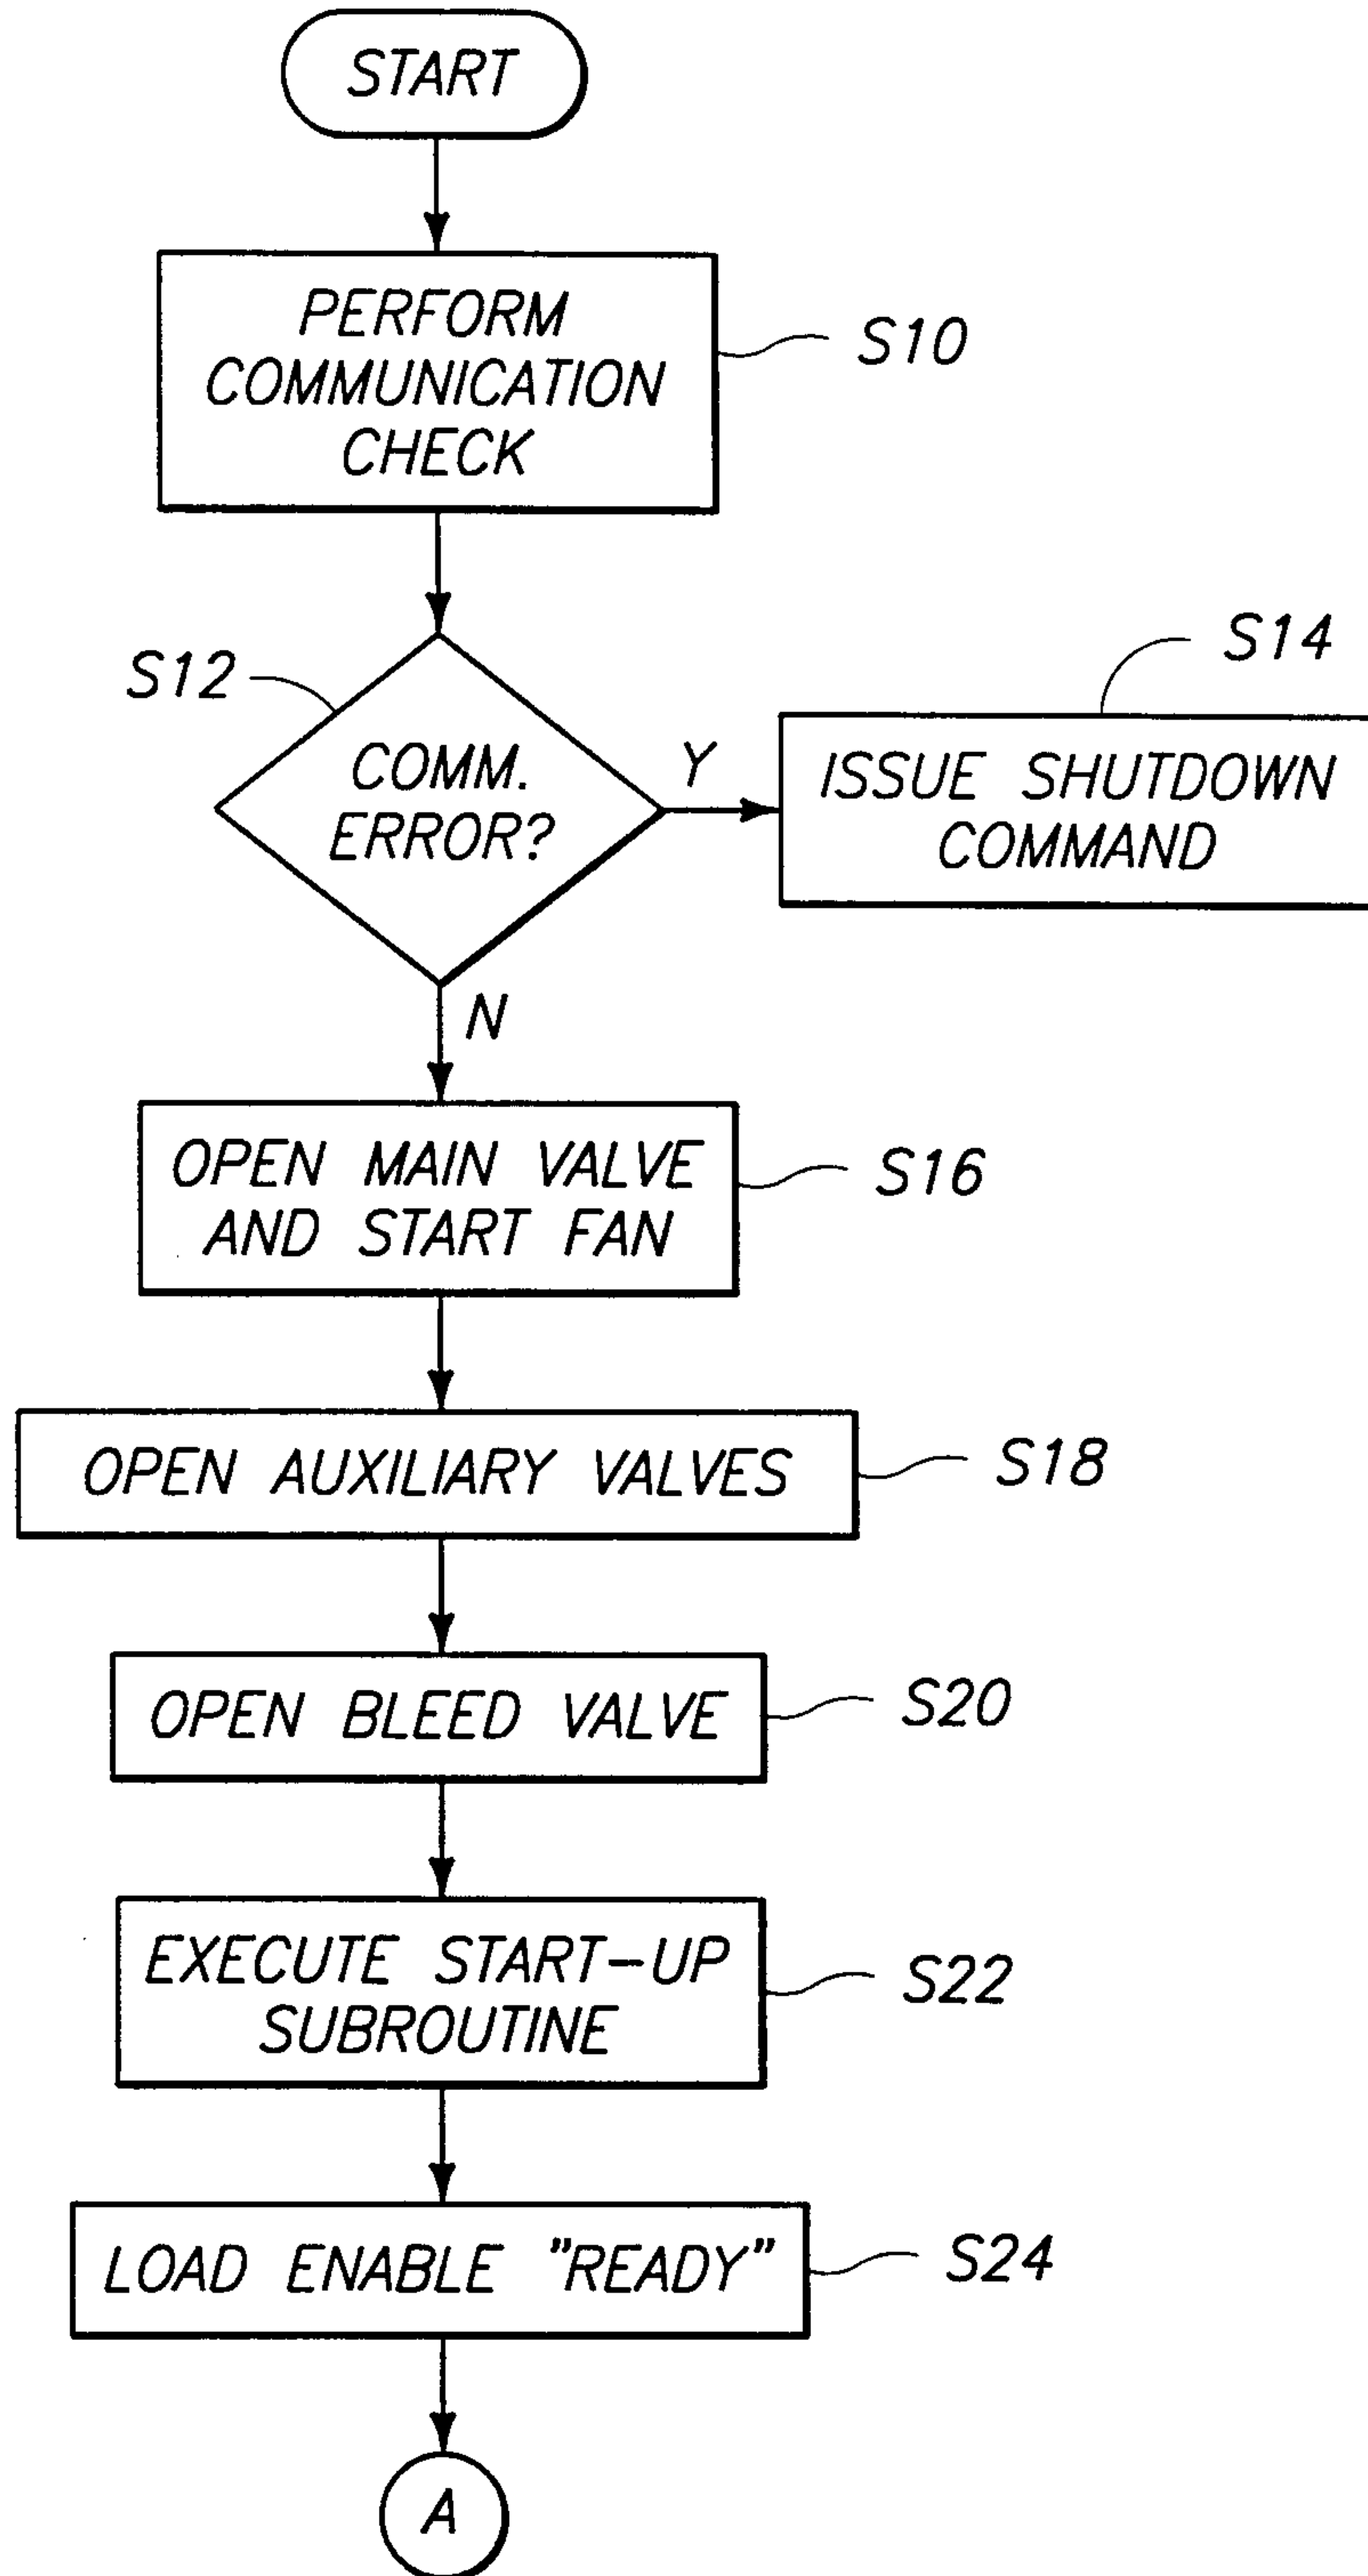 START
PERFORM
COMMUNICATION
CHECK
S10
S12
COMM.
ERROR?
Y
S14
ISSUE SHUTDOWN
COMMAND
N
OPEN MAIN VALVE
AND START FAN
S16
OPEN AUXILIARY VALVES
S18
OPEN BLEED VALVE
S20
EXECUTE START-UP
SUBROUTINE
S22
LOAD ENABLE "READY"
S24
A